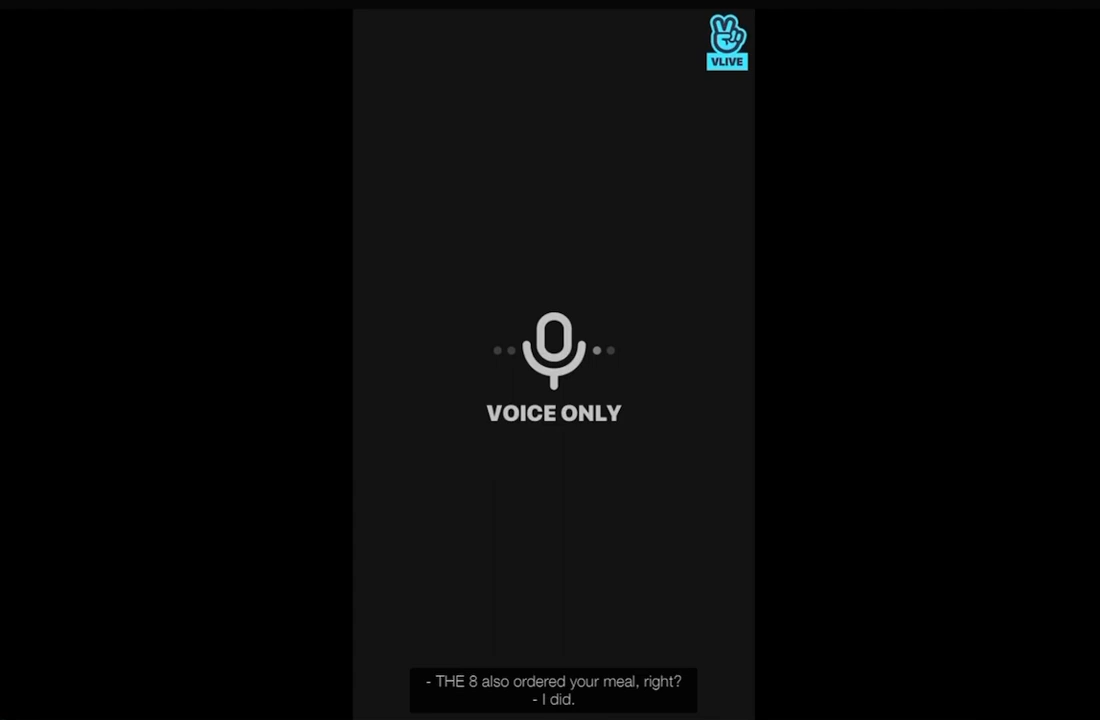 VLIVE
VOICE ONLY
- THE 8 also ordered your meal, right?
- I did.